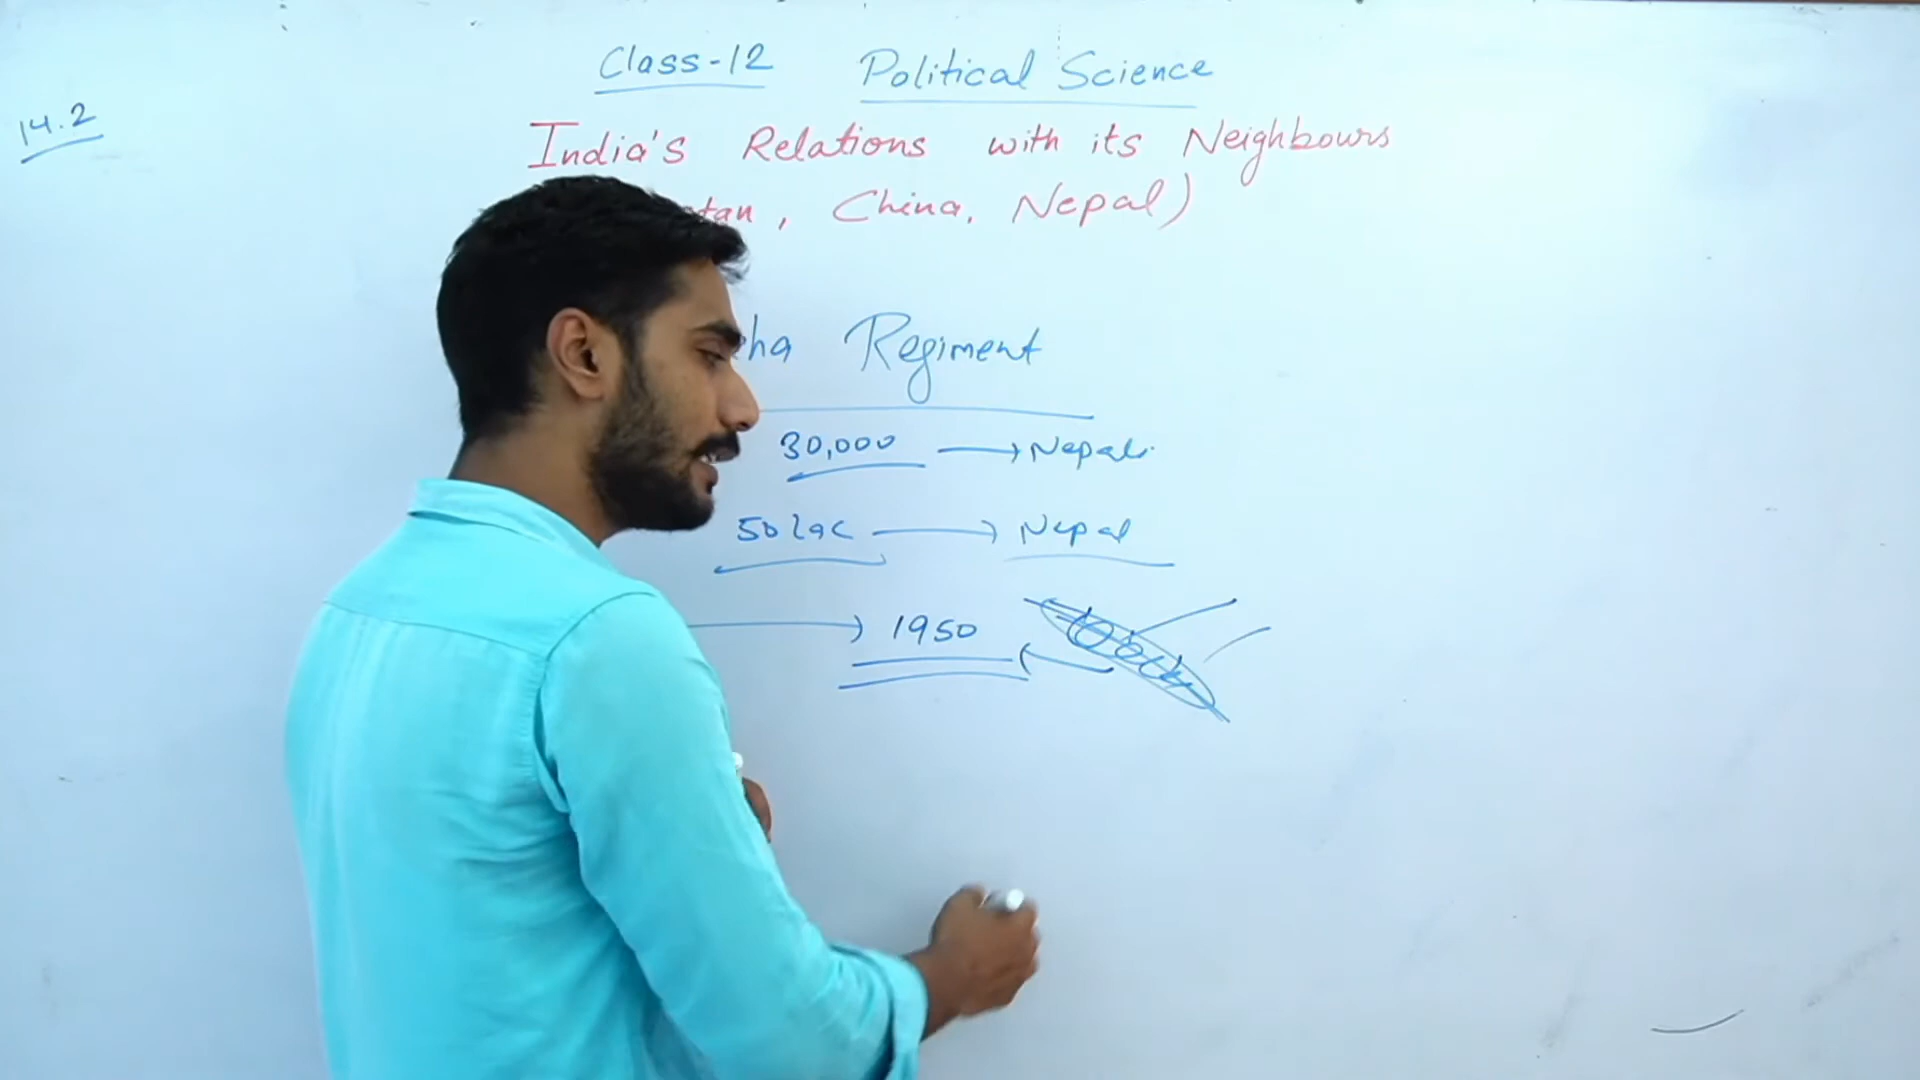 Class-12 Political Science
14.2
India's Relations with its Neighbours
tan, China, Nepal)
ha Regiment
30,000 → Nepali
50 lac → Nepal
→ 1950